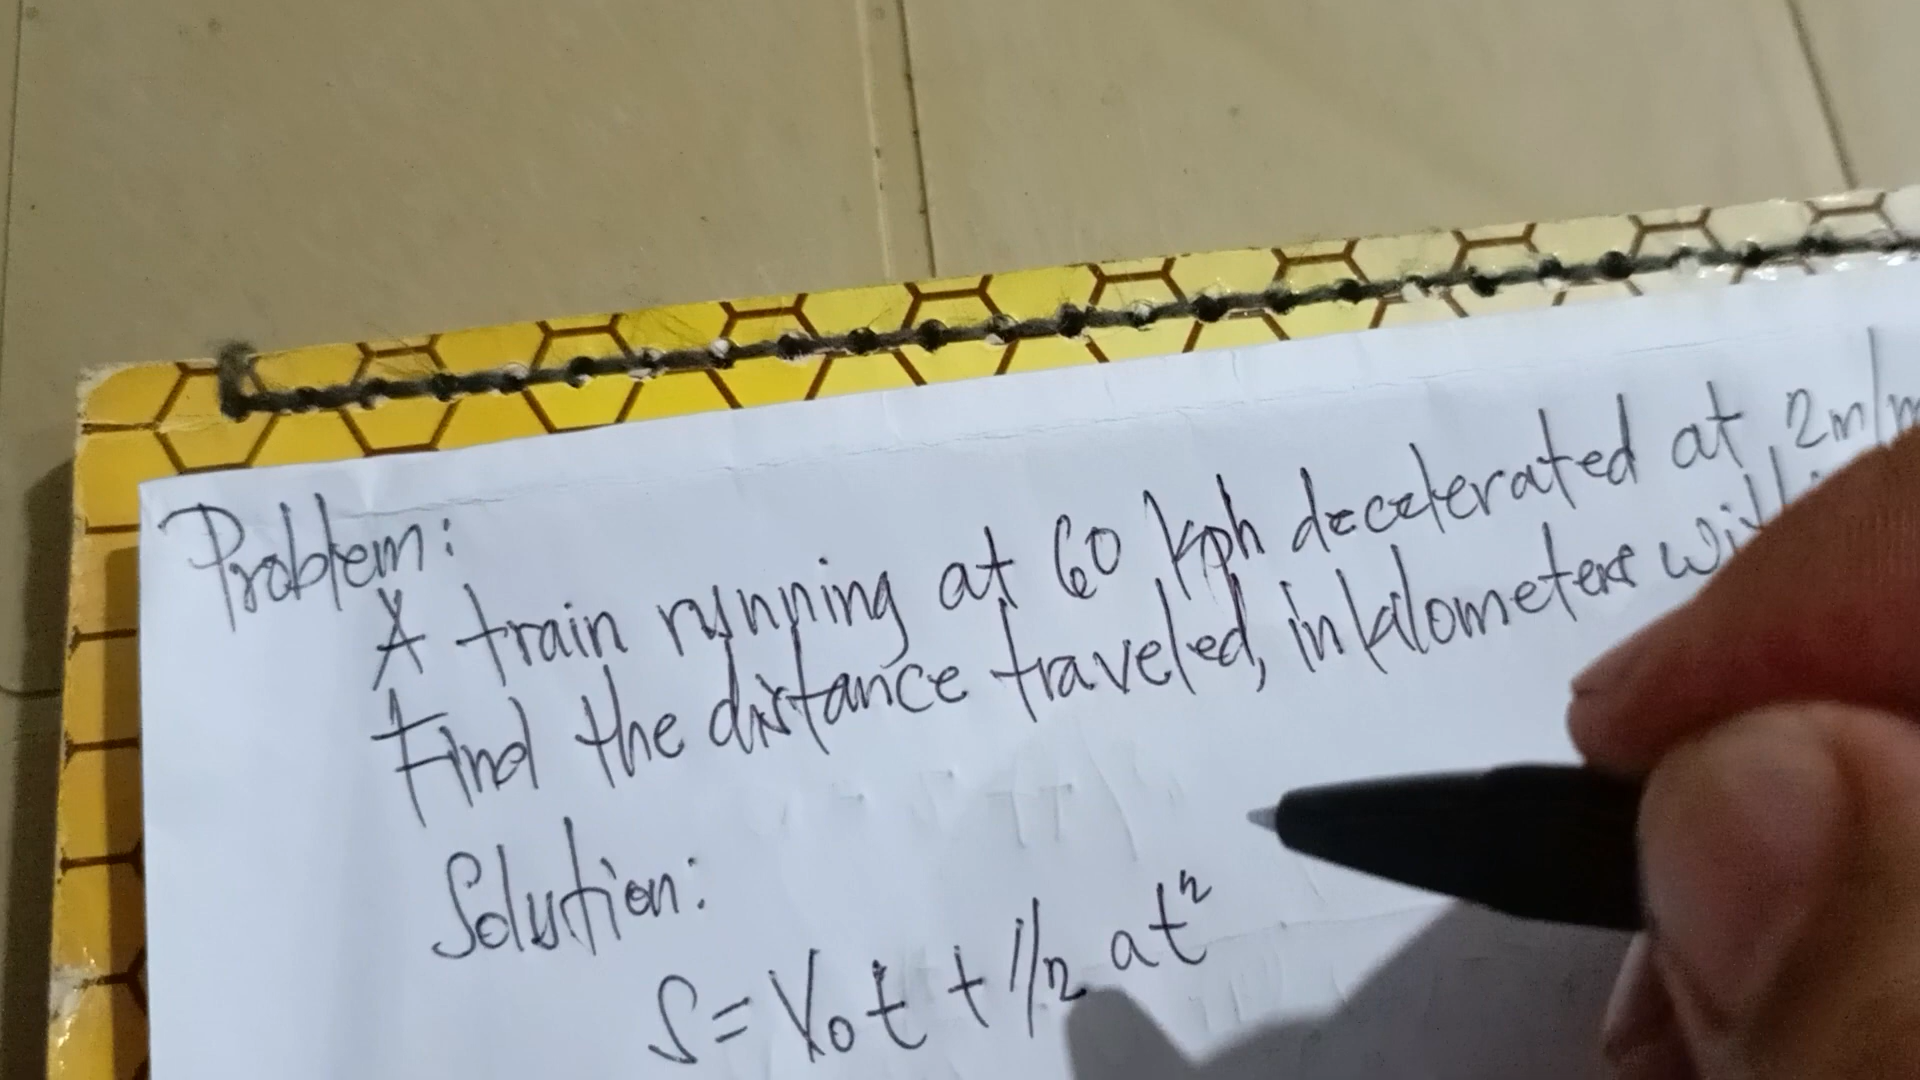 Problem:
A train running at 60 kph decelerated at 2m/m
Find the distance traveled, in kilometers
Solution:
S = V₀t + 1/2 at²